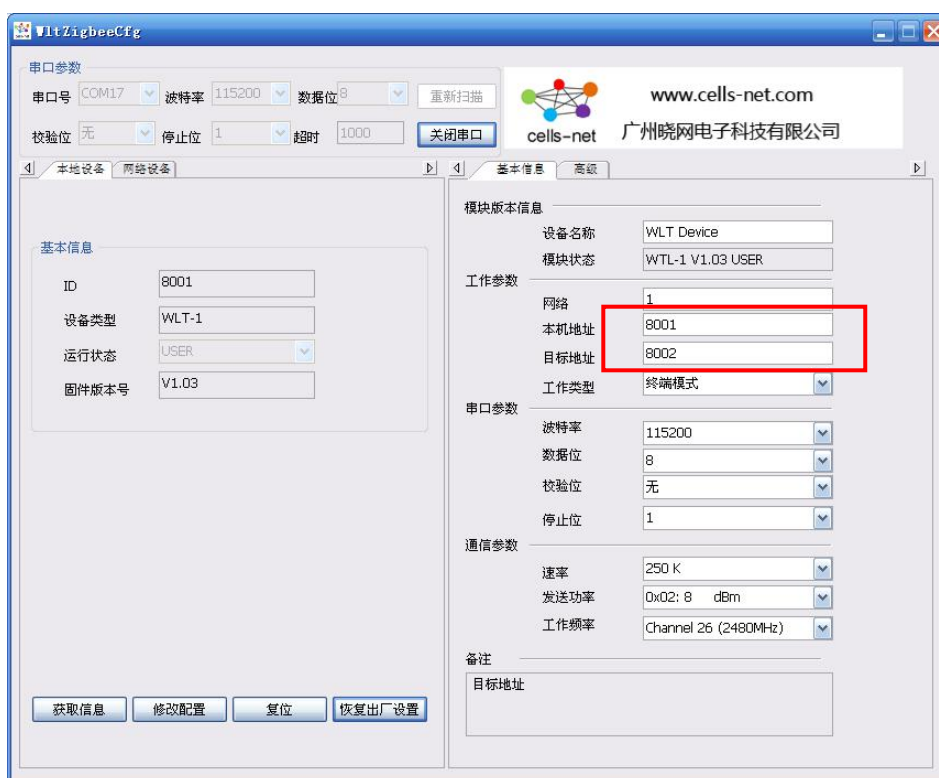 WltZigbeeCfg
串口参数
串口号 COM17 波特率 115200 数据位 8 重新扫描
校验位 无 停止位 1 超时 1000 关闭串口
cells-net
www.cells-net.com
广州晓网电子科技有限公司
本地设备 网络设备
基本信息
ID 8001
设备类型 WLT-1
运行状态 USER
固件版本号 V1.03
获取信息 修改配置 复位 恢复出厂设置
基本信息 高级
模块版本信息
设备名称 WLT Device
模块状态 WTL-1 V1.03 USER
工作参数
网络 1
本机地址 8001
目标地址 8002
工作类型 终端模式
串口参数
波特率 115200
数据位 8
校验位 无
停止位 1
通信参数
速率 250 K
发送功率 0x02: 8 dBm
工作频率 Channel 26 (2480MHz)
备注
目标地址